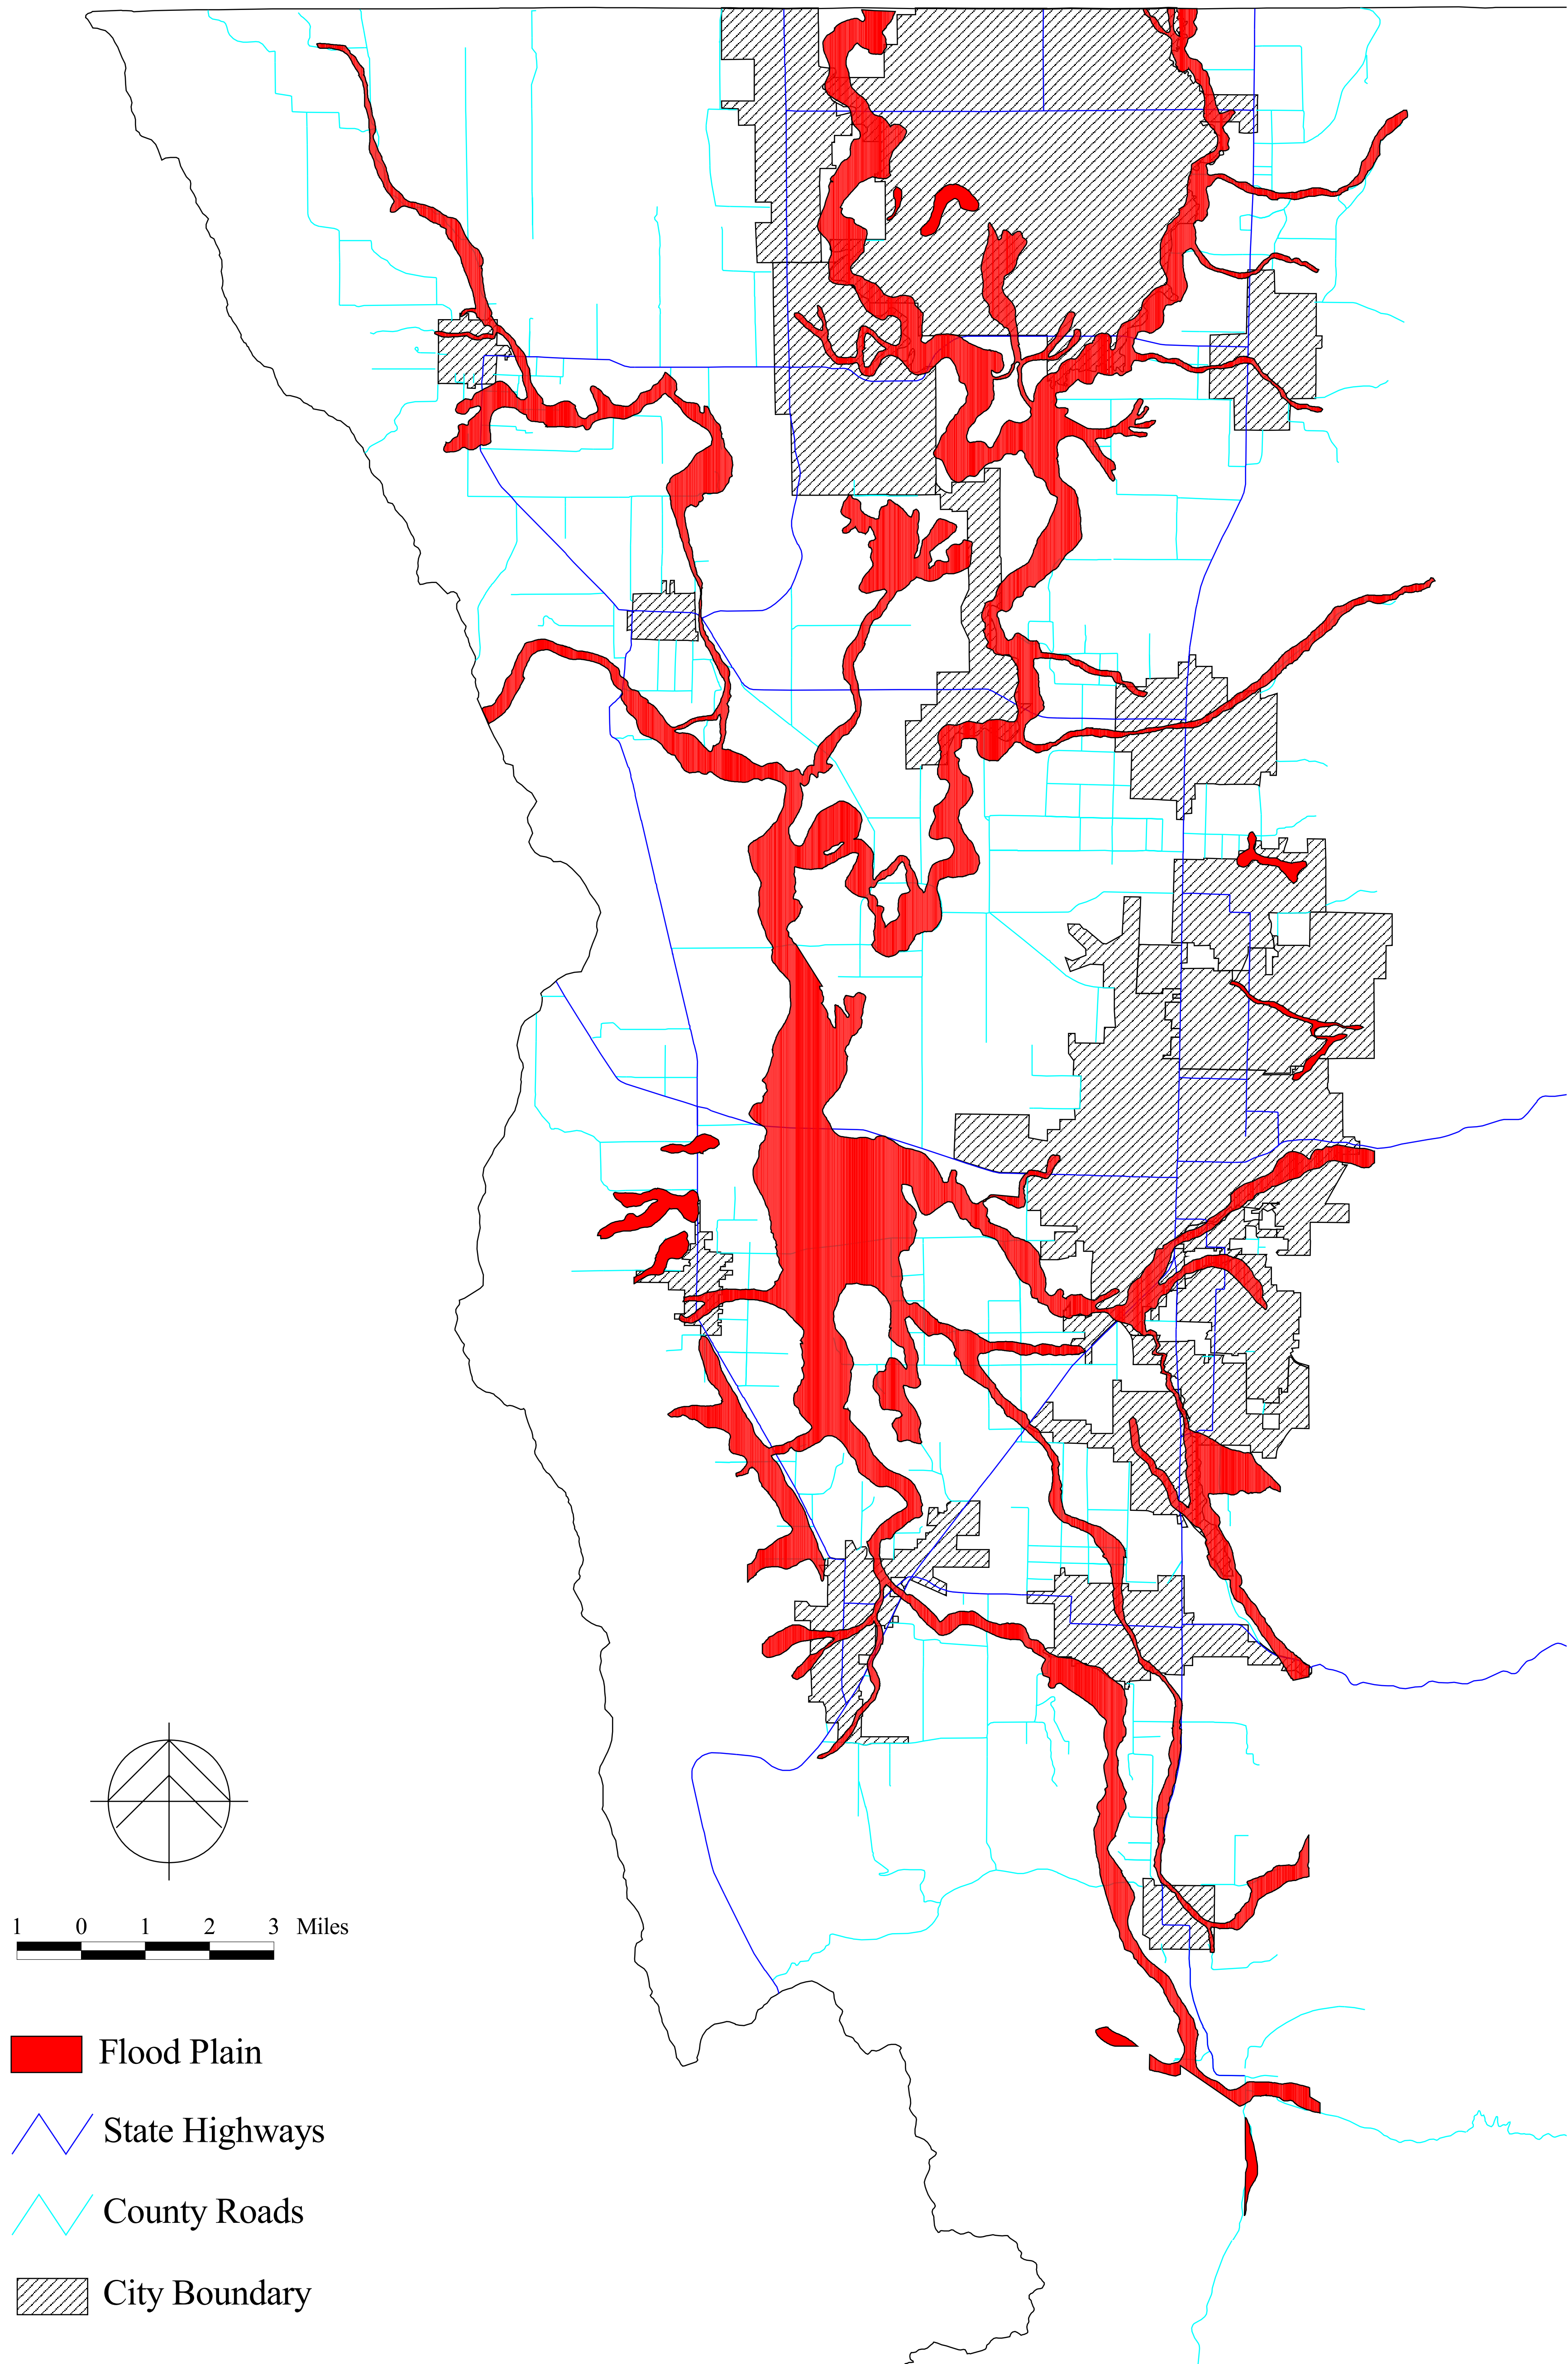 1 0 1 2 3 Miles
Flood Plain
State Highways
County Roads
City Boundary